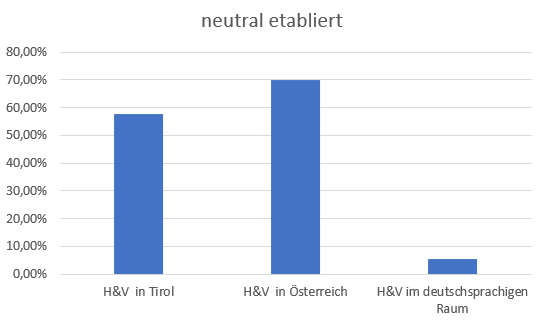 neutral etabliert
80,00%
70,00%
60,00%
50,00%
40,00%
30,00%
20,00%
10,00%
0,00%
H&V in Tirol
H&V in Österreich
H&V im deutschsprachigen
Raum